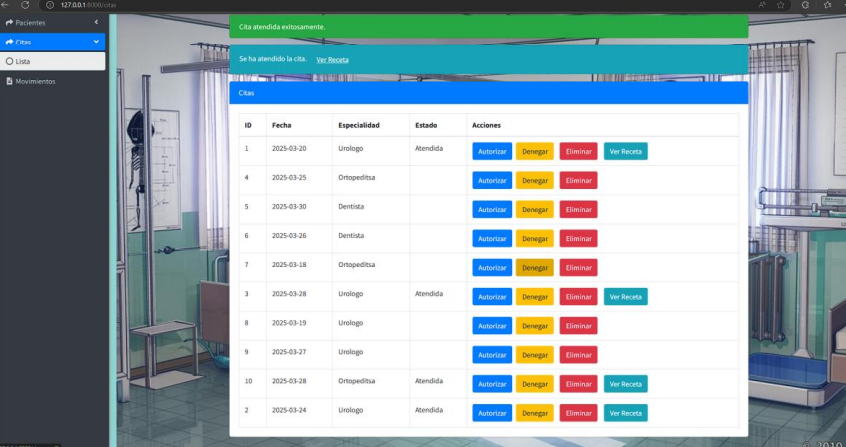 127.0.0.1:8000/citas
Pacientes
Citas
Lista
Movimientos
Cita atendida exitosamente.
Se ha atendido la cita. Ver Receta
Citas
ID Fecha Especialidad Estado Acciones
1 2025-03-20 Urologo Atendida Autorizar Denegar Eliminar Ver Receta
4 2025-03-25 Ortopeditsa Autorizar Denegar Eliminar
5 2025-03-30 Dentista Autorizar Denegar Eliminar
6 2025-03-26 Dentista Autorizar Denegar Eliminar
7 2025-03-18 Ortopeditsa Autorizar Denegar Eliminar
3 2025-03-28 Urologo Atendida Autorizar Denegar Eliminar Ver Receta
8 2025-03-19 Urologo Autorizar Denegar Eliminar
9 2025-03-27 Urologo Autorizar Denegar Eliminar
10 2025-03-28 Ortopeditsa Atendida Autorizar Denegar Eliminar Ver Receta
2 2025-03-24 Urologo Atendida Autorizar Denegar Eliminar Ver Receta
2010